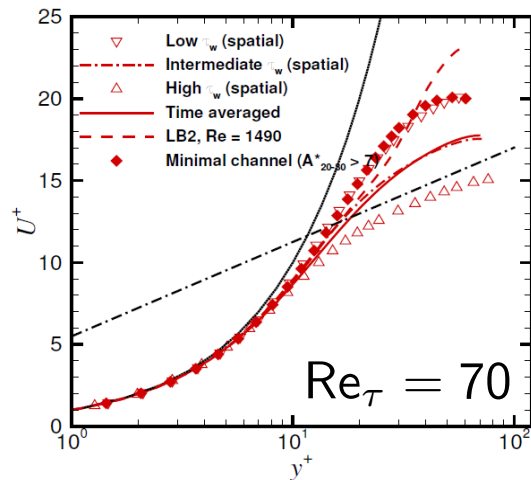 25
20
15
10
5
0
U⁺
Low τw (spatial)
Intermediate τw (spatial)
High τw (spatial)
Time averaged
LB2, Re = 1490
Minimal channel (A*20-30 > 7
Reτ = 70
10⁰
10¹
10²
y⁺